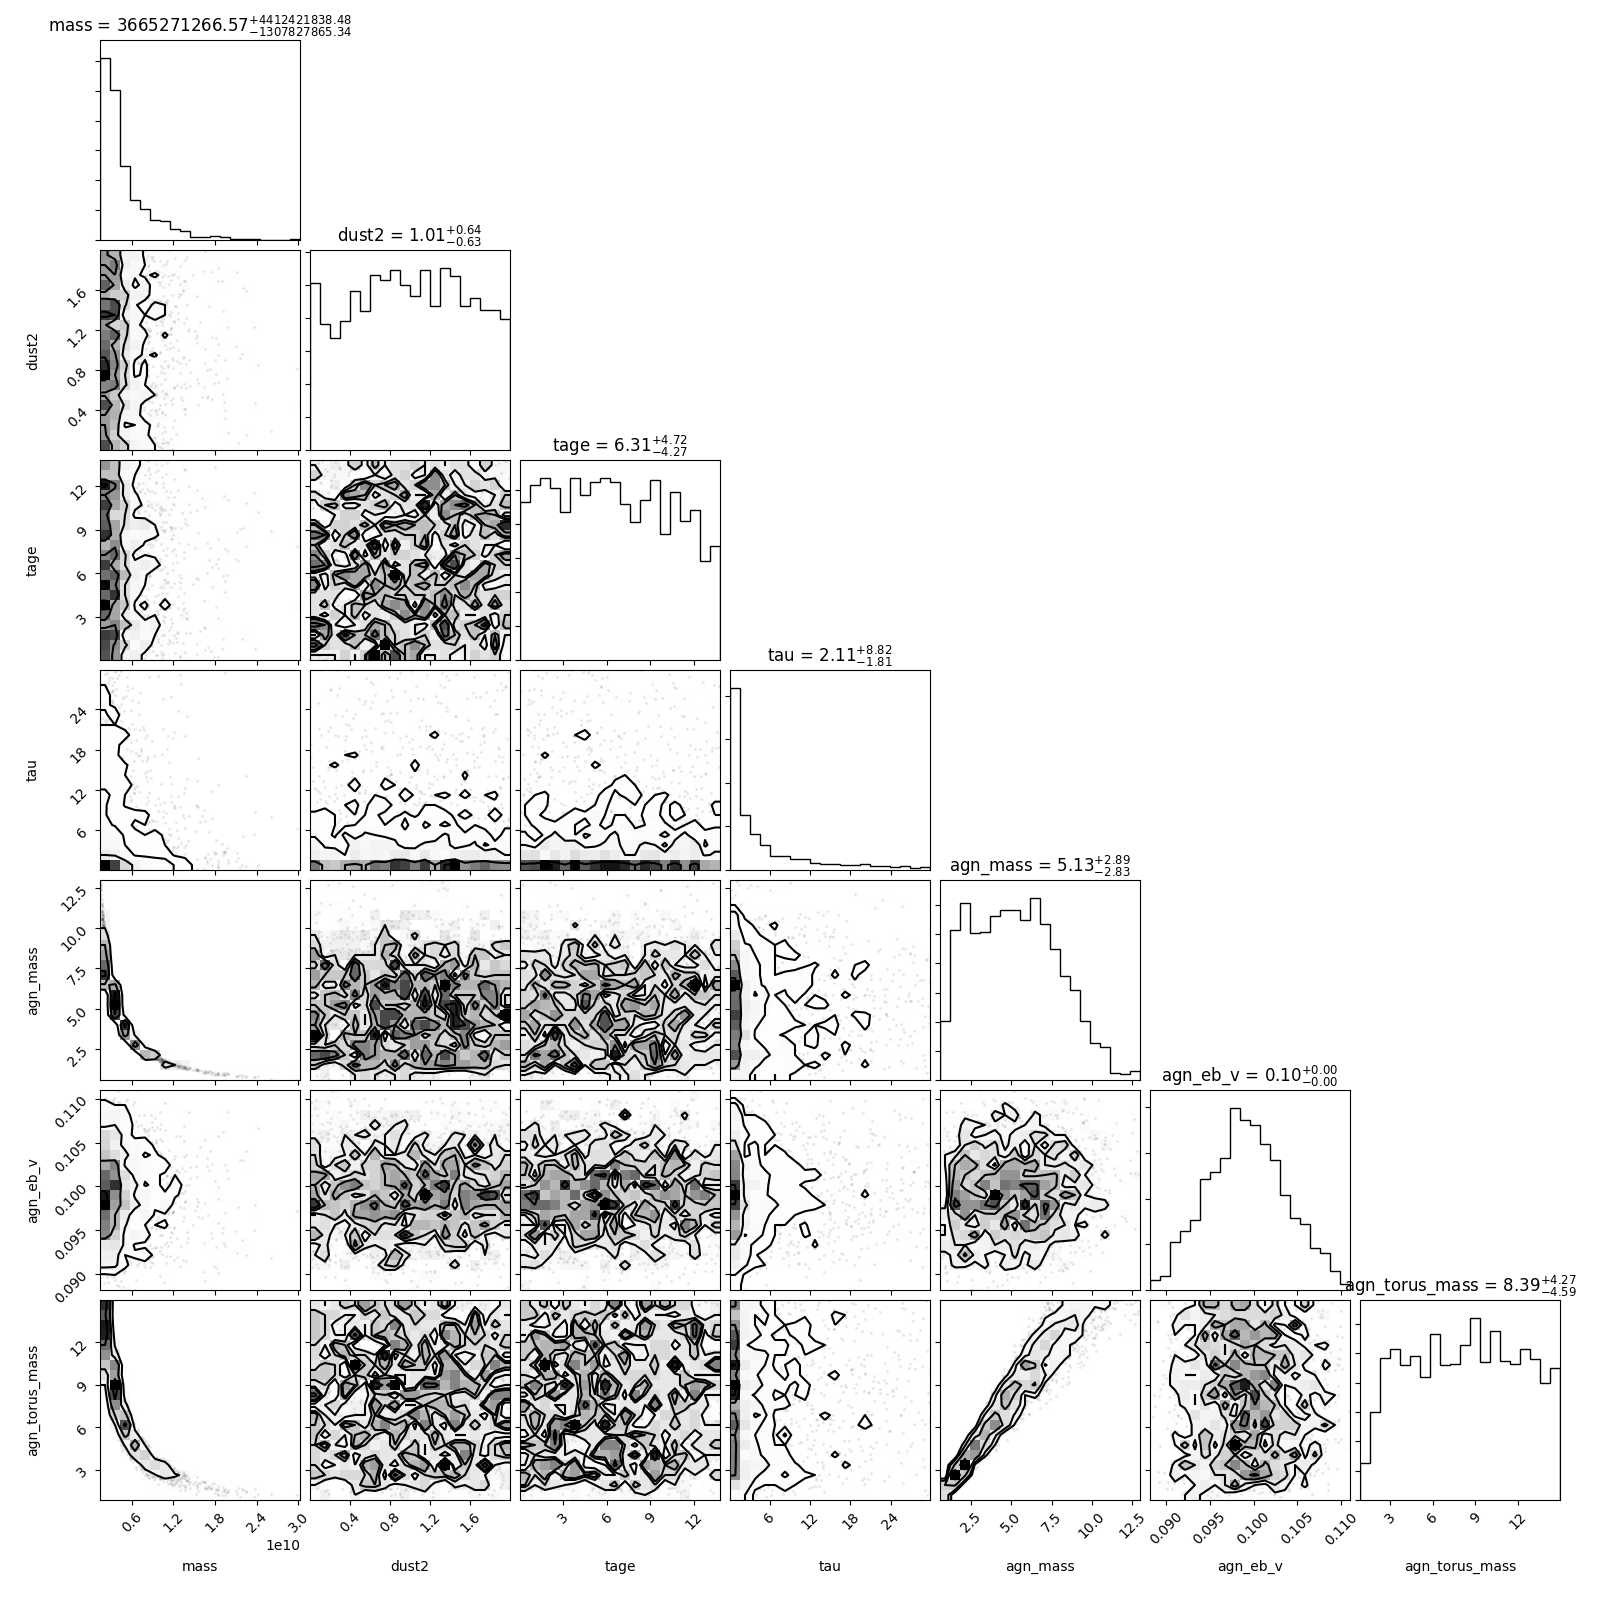 mass = 3665271266.57+4412421838.48−1307827865.34
dust2 = 1.01+0.64−0.63
1.6
1.2
0.8
0.4
dust2
tage = 6.31+4.72−4.27
12
9
6
3
tage
tau = 2.11+8.82−1.81
24
18
12
6
tau
agn_mass = 5.13+2.89−2.83
12.5
10.0
7.5
5.0
2.5
agn_mass
agn_eb_v = 0.10+0.00−0.00
0.110
0.105
0.100
0.095
0.090
agn_eb_v
agn_torus_mass = 8.39+4.27−4.59
12
9
6
3
agn_torus_mass
0.6 1.2 1.8 2.4 3.0 0.4 0.8 1.2 1.6 3 6 9 12 6 12 18 24 2.5 5.0 7.5 10.0 12.5 0.090 0.095 0.100 0.105 0.110 3 6 9 12
1e10
mass dust2 tage tau agn_mass agn_eb_v agn_torus_mass